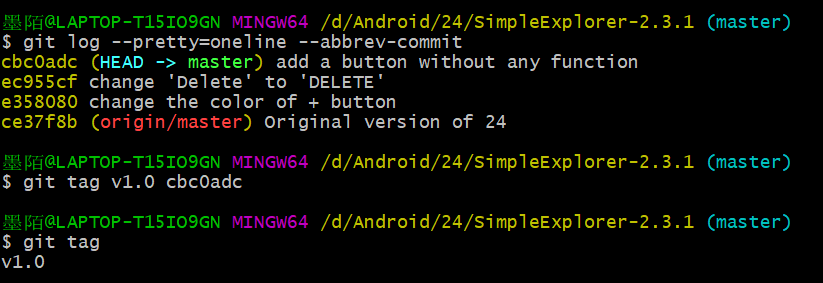 墨陌@LAPTOP-T15IO9GN MINGW64 /d/Android/24/SimpleExplorer-2.3.1 (master)
$ git log --pretty=oneline --abbrev-commit
cbc0adc (HEAD -> master) add a button without any function
ec955cf change 'Delete' to 'DELETE'
e358080 change the color of + button
ce37f8b (origin/master) Original version of 24
墨陌@LAPTOP-T15IO9GN MINGW64 /d/Android/24/SimpleExplorer-2.3.1 (master)
$ git tag v1.0 cbc0adc
墨陌@LAPTOP-T15IO9GN MINGW64 /d/Android/24/SimpleExplorer-2.3.1 (master)
$ git tag
v1.0